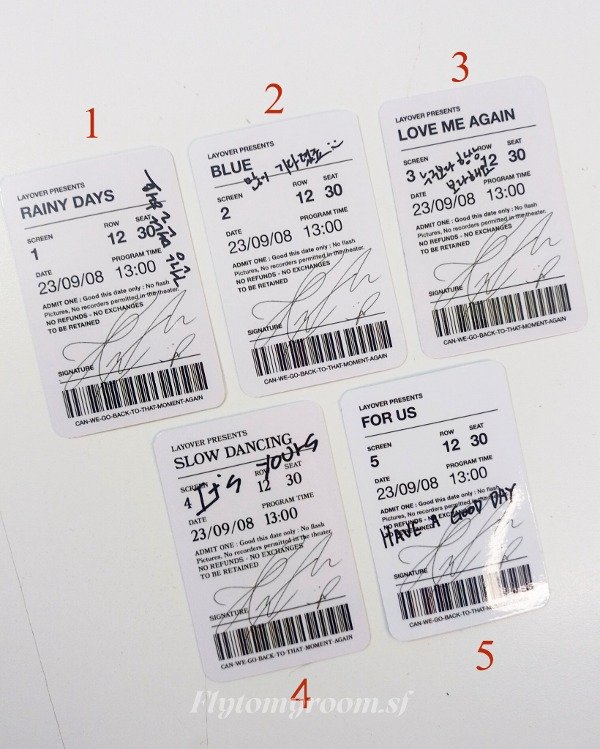 1
LAYOVER PRESENTS
RAINY DAYS
SCREEN ROW SEAT
1 12 30
DATE PROGRAM TIME
23/09/08 13:00
ADMIT ONE : Good this date only : No flash
Pictures, No recorders permitted in the theater.
NO REFUNDS - NO EXCHANGES
TO BE RETAINED
SIGNATURE
CAN-WE-GO-BACK-TO-THAT-MOMENT-AGAIN
2
LAYOVER PRESENTS
BLUE
많이 기다렸죠
SCREEN ROW SEAT
2 12 30
DATE PROGRAM TIME
23/09/08 13:00
ADMIT ONE : Good this date only : No flash
Pictures, No recorders permitted in the theater.
NO REFUNDS - NO EXCHANGES
TO BE RETAINED
SIGNATURE
CAN-WE-GO-BACK-TO-THAT-MOMENT-AGAIN
3
LAYOVER PRESENTS
LOVE ME AGAIN
SCREEN ROW SEAT
3 12 30
보라해요
DATE PROGRAM TIME
23/09/08 13:00
ADMIT ONE : Good this date only : No flash
Pictures, No recorders permitted in the theater.
NO REFUNDS - NO EXCHANGES
TO BE RETAINED
SIGNATURE
CAN-WE-GO-BACK-TO-THAT-MOMENT-AGAIN
LAYOVER PRESENTS
SLOW DANCING
It's yours
SCREEN ROW SEAT
4 12 30
DATE PROGRAM TIME
23/09/08 13:00
ADMIT ONE : Good this date only : No flash
Pictures, No recorders permitted in the theater.
NO REFUNDS - NO EXCHANGES
TO BE RETAINED
SIGNATURE
CAN-WE-GO-BACK-TO-THAT-MOMENT-AGAIN
4
LAYOVER PRESENTS
FOR US
SCREEN ROW SEAT
5 12 30
DATE PROGRAM TIME
23/09/08 13:00
ADMIT ONE : Good this date only : No flash
Pictures, No recorders permitted in the theater.
NO REFUNDS - NO EXCHANGES
HAVE A GOOD DAY
TO BE RETAINED
SIGNATURE
CAN-WE-GO-BACK-TO-THAT-MOMENT-AGAIN
5
Flytomyroom.sf